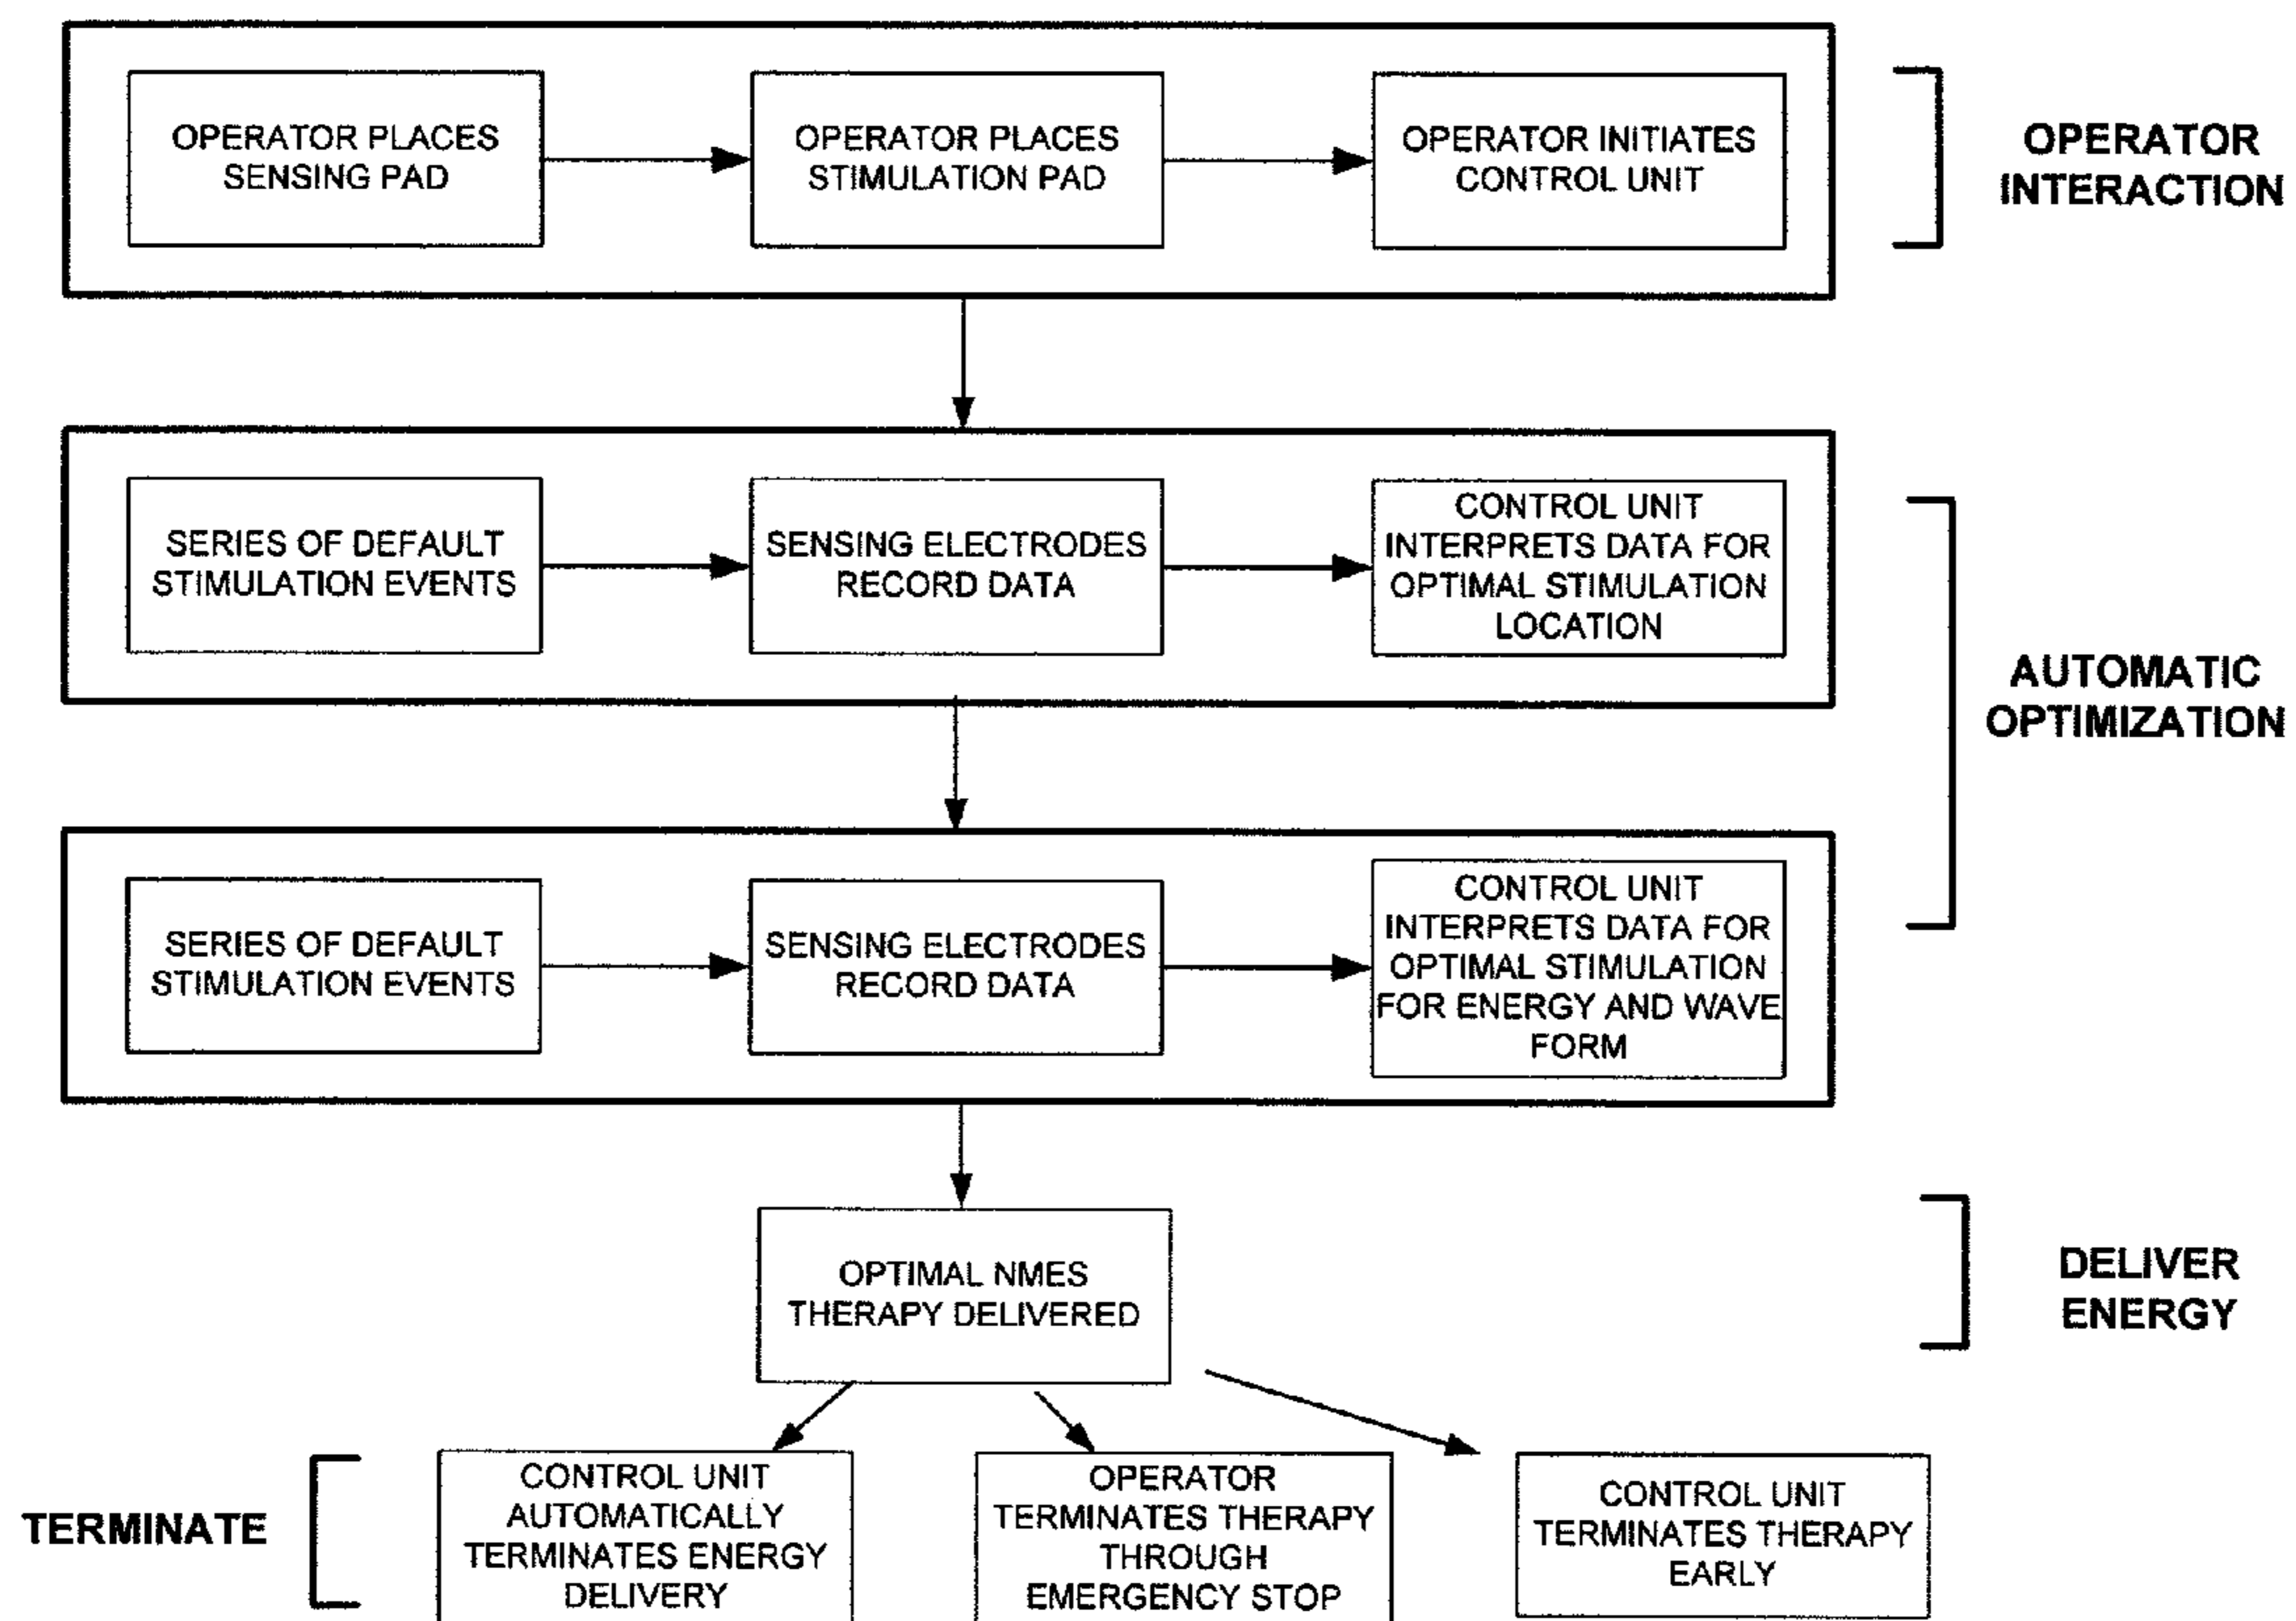 OPERATOR PLACES
SENSING PAD
OPERATOR PLACES
STIMULATION PAD
OPERATOR INITIATES
CONTROL UNIT
OPERATOR
INTERACTION
SERIES OF DEFAULT
STIMULATION EVENTS
SENSING ELECTRODES
RECORD DATA
CONTROL UNIT
INTERPRETS DATA FOR
OPTIMAL STIMULATION
LOCATION
AUTOMATIC
OPTIMIZATION
SERIES OF DEFAULT
STIMULATION EVENTS
SENSING ELECTRODES
RECORD DATA
CONTROL UNIT
INTERPRETS DATA FOR
OPTIMAL STIMULATION
FOR ENERGY AND WAVE
FORM
OPTIMAL NMES
THERAPY DELIVERED
DELIVER
ENERGY
TERMINATE
CONTROL UNIT
AUTOMATICALLY
TERMINATES ENERGY
DELIVERY
OPERATOR
TERMINATES THERAPY
THROUGH
EMERGENCY STOP
CONTROL UNIT
TERMINATES THERAPY
EARLY